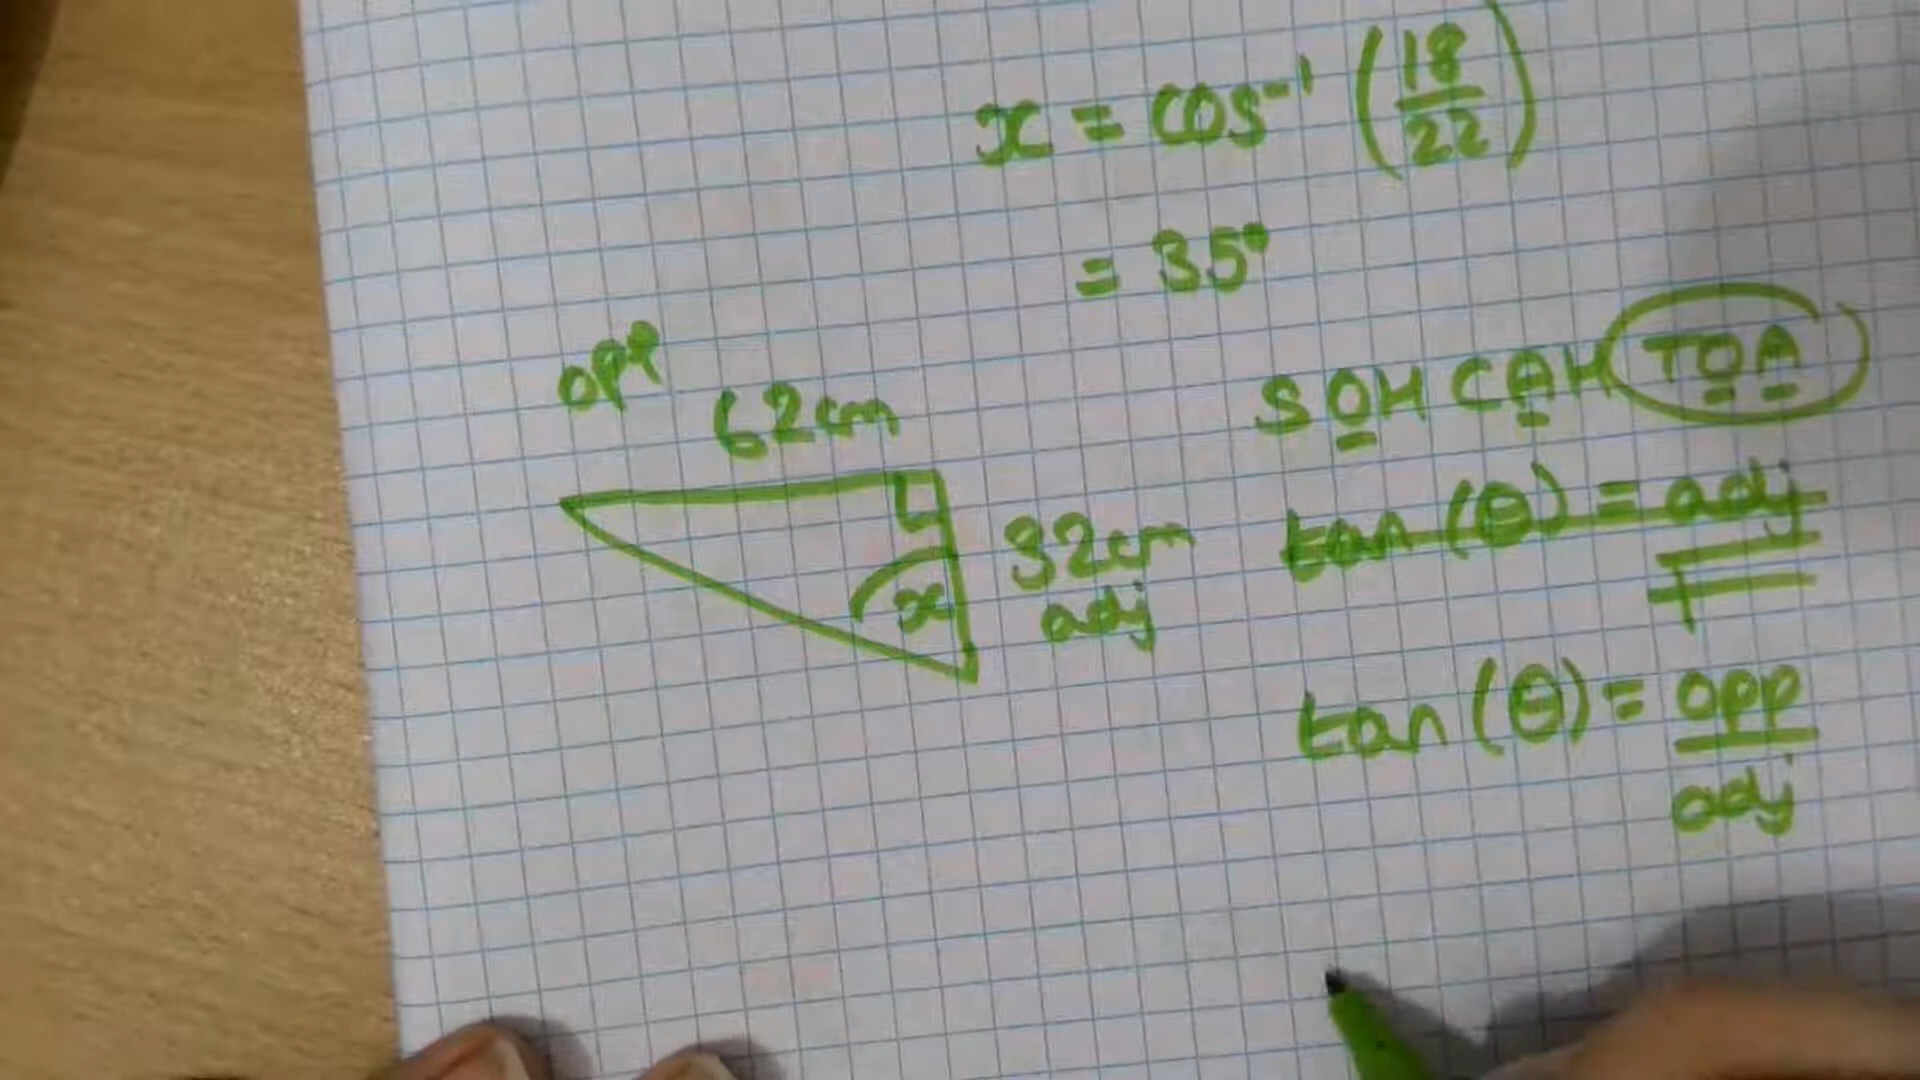 x = cos⁻¹ (18/22)
= 35°
opp
62cm
SOH CAH TOA
tan (θ) = adj
32cm
adj
x
tan (θ) = opp
adj